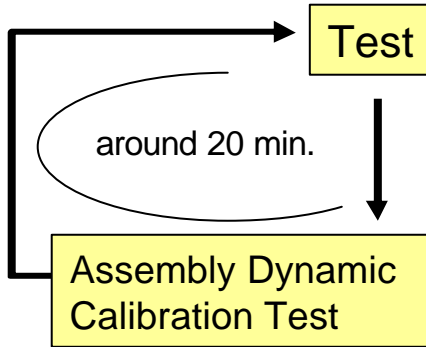 Test
around 20 min.
Assembly Dynamic
Calibration Test